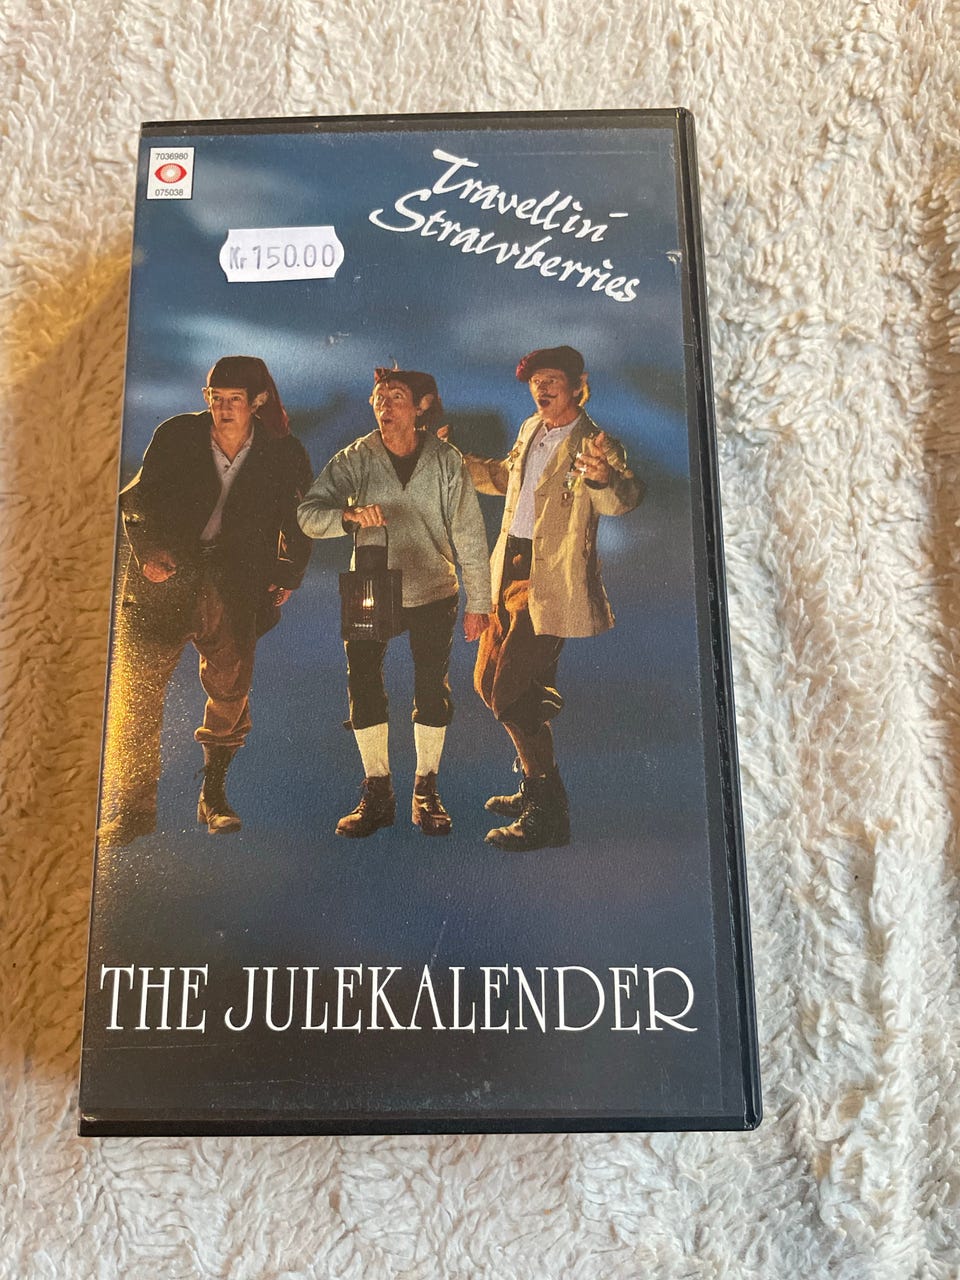 7036980
075038
Kr 150.00
Travellin'
Strawberries
THE JULEKALENDER